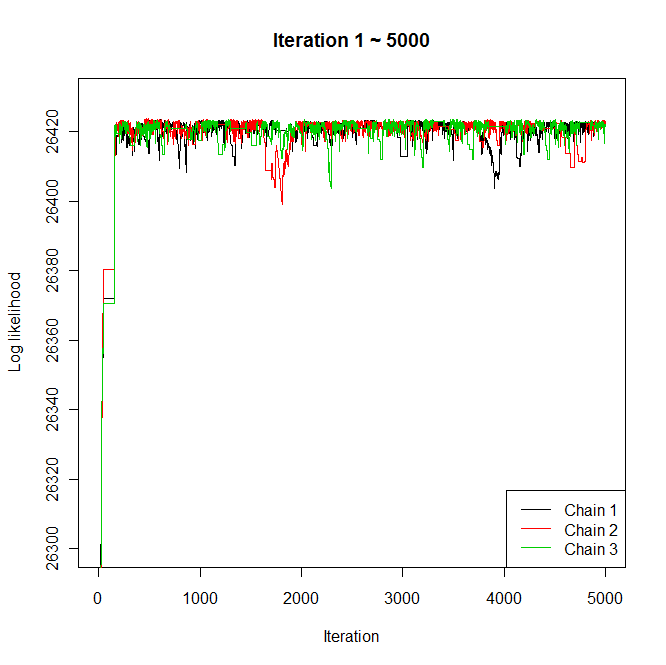 Iteration 1 ~ 5000
Log likelihood
26420
26400
26380
26360
26340
26320
26300
Chain 1
Chain 2
Chain 3
0 1000 2000 3000 4000 5000
Iteration